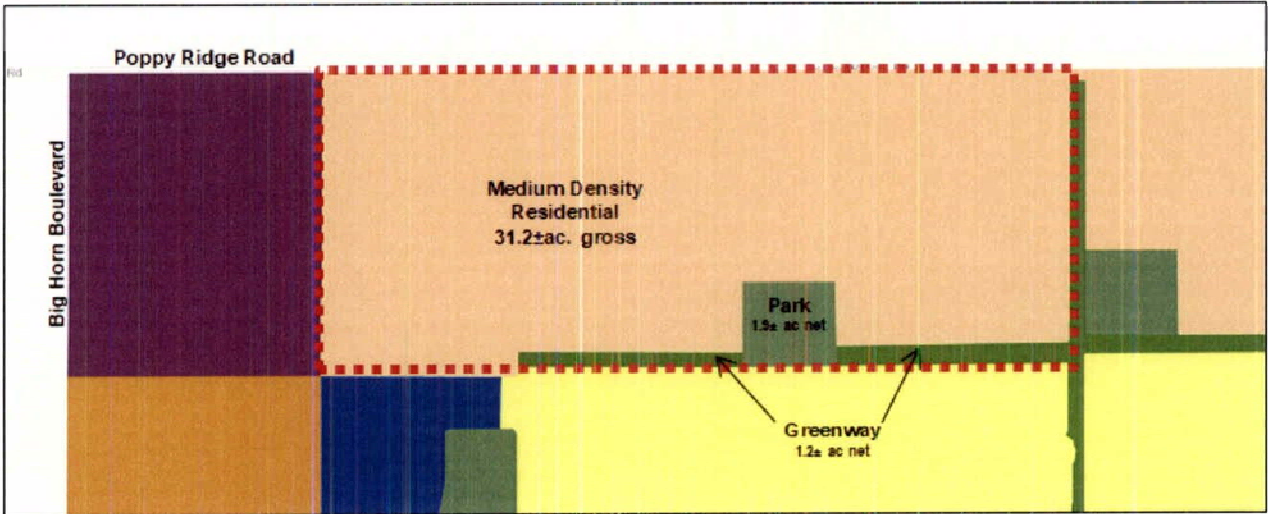 Poppy Ridge Road
Rid
Big Horn Boulevard
Medium Density
Residential
31.2±ac. gross
Park
1.9± ac net
Greenway
1.2± ac net